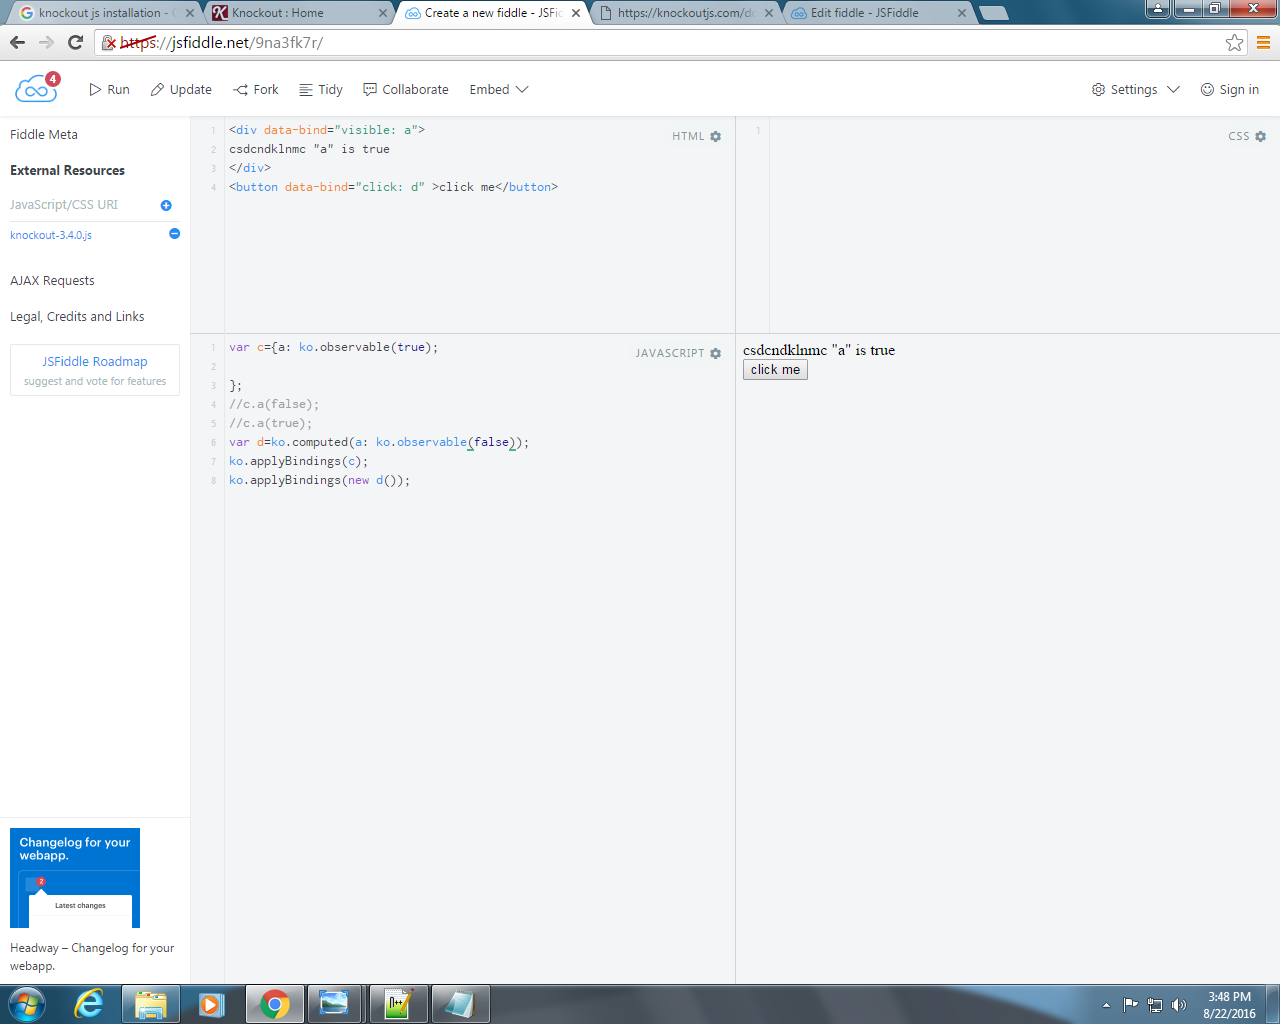 knockout js installation - G
Knockout : Home
Create a new fiddle - JSFid
https://knockoutjs.com/do
Edit fiddle - JSFiddle
https://jsfiddle.net/9na3fk7r/
4
Run
Update
Fork
Tidy
Collaborate
Embed
Settings
Sign in
Fiddle Meta
External Resources
JavaScript/CSS URI
knockout-3.4.0.js
AJAX Requests
Legal, Credits and Links
JSFiddle Roadmap
suggest and vote for features
Changelog for your
webapp.
2
Latest changes
Headway – Changelog for your
webapp.
HTML
1 <div data-bind="visible: a">
2 csdcndklnmc "a" is true
3 </div>
4 <button data-bind="click: d" >click me</button>
CSS
1
JAVASCRIPT
1 var c={a: ko.observable(true);
2
3 };
4 //c.a(false);
5 //c.a(true);
6 var d=ko.computed(a: ko.observable(false));
7 ko.applyBindings(c);
8 ko.applyBindings(new d());
csdcndklnmc "a" is true
click me
3:48 PM
8/22/2016